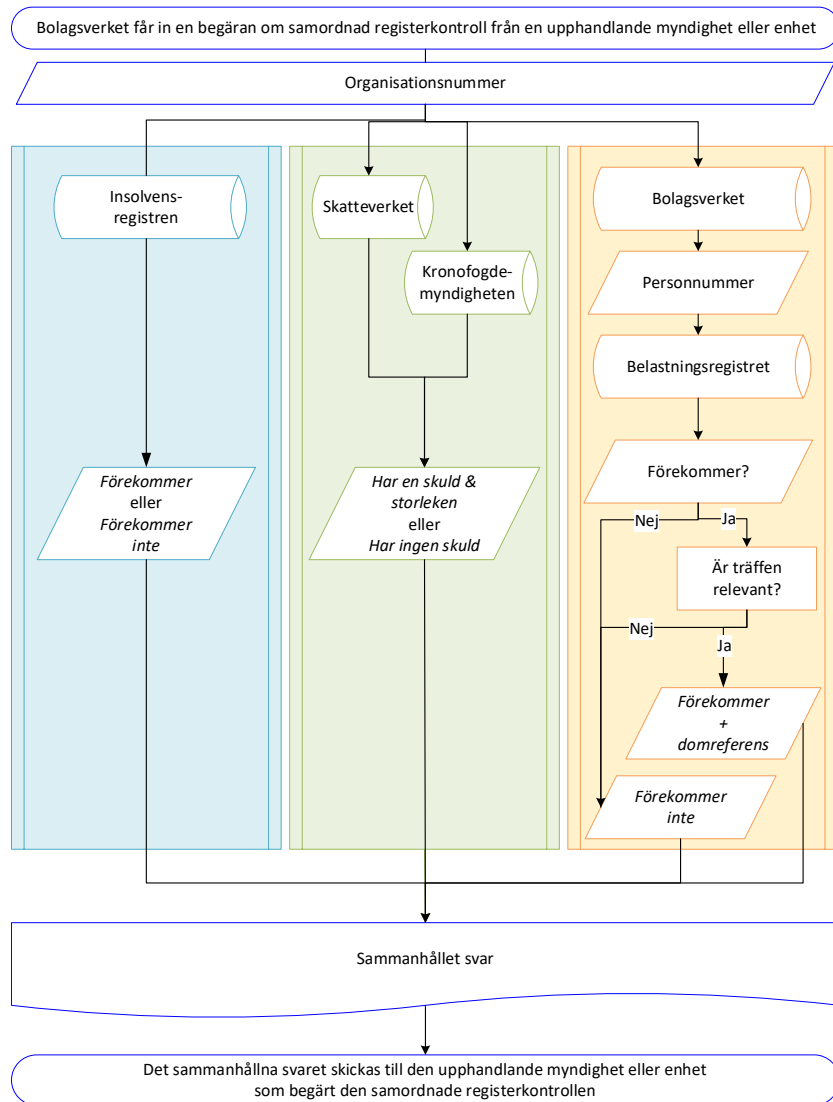 Bolagsverket får in en begäran om samordnad registerkontroll från en upphandlande myndighet eller enhet
Organisationsnummer
Insolvens-
registren
Förekommer
eller
Förekommer
inte
Skatteverket
Kronofogde-
myndigheten
Har en skuld &
storleken
eller
Har ingen skuld
Bolagsverket
Personnummer
Belastningsregistret
Förekommer?
Nej
Ja
Är träffen
relevant?
Nej
Ja
Förekommer
+
domreferens
Förekommer
inte
Sammanhållet svar
Det sammanhållna svaret skickas till den upphandlande myndighet eller enhet
som begärt den samordnade registerkontrollen